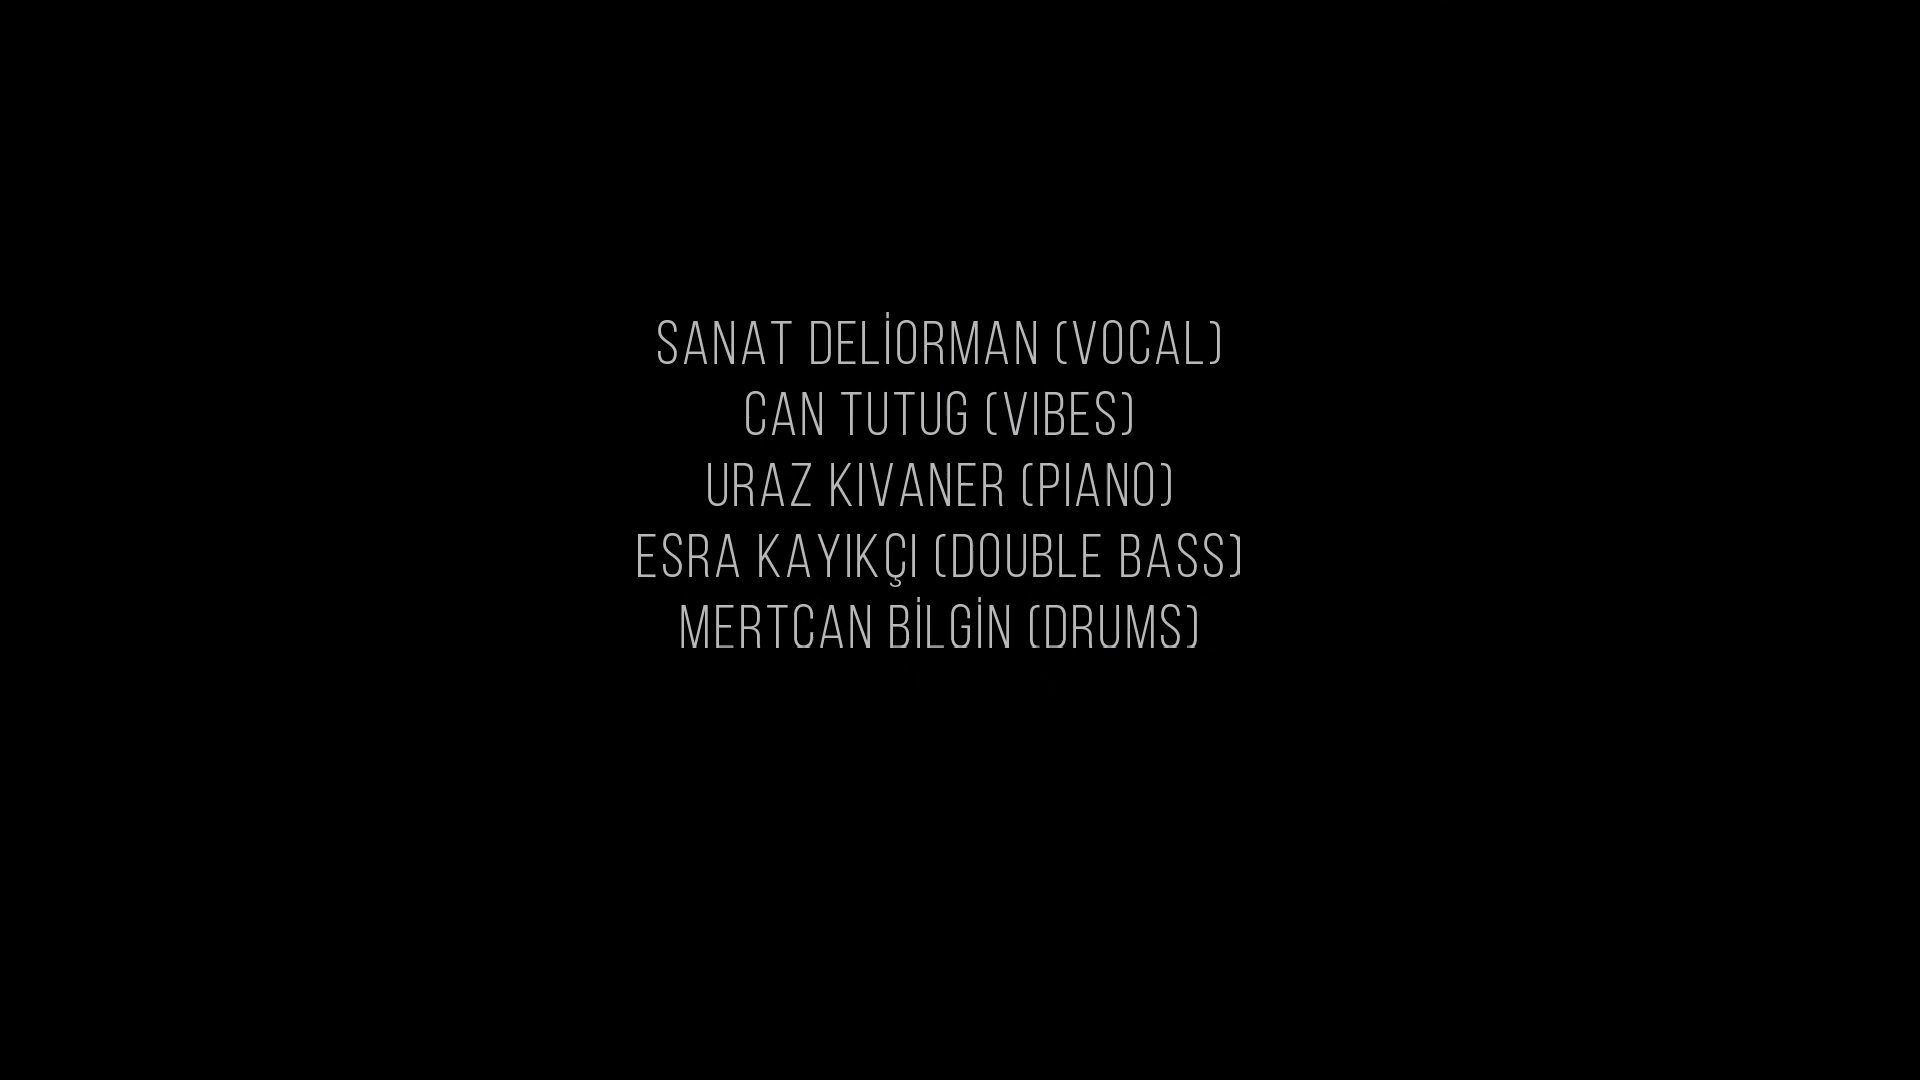 SANAT DELİORMAN (VOCAL)
CAN TUTUG (VIBES)
URAZ KIVANER (PIANO)
ESRA KAYIKÇI (DOUBLE BASS)
MERTCAN BİLGİN (DRUMS)